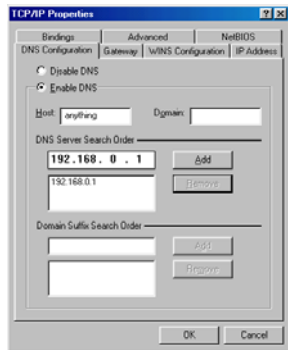 TCP/IP Properties
Bindings Advanced NetBIOS
DNS Configuration Gateway WINS Configuration IP Address
Disable DNS
Enable DNS
Host: anything Domain:
DNS Server Search Order
192.168. 0 . 1 Add
192.168.0.1 Remove
Domain Suffix Search Order
Add
Remove
OK Cancel